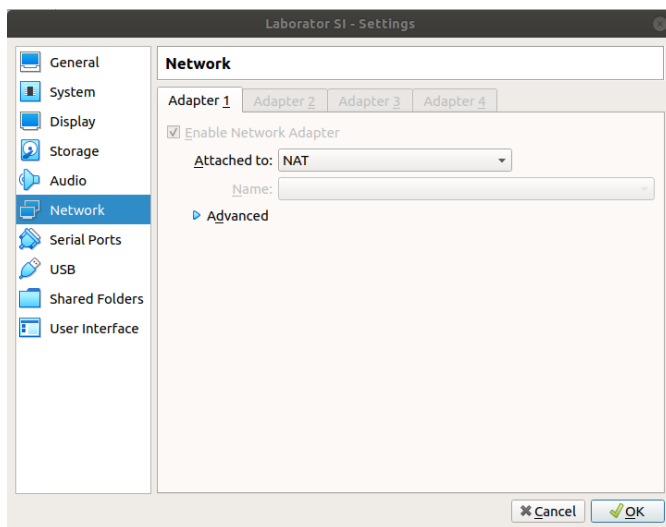 Laborator SI - Settings
General
System
Display
Storage
Audio
Network
Serial Ports
USB
Shared Folders
User Interface
Network
Adapter 1 Adapter 2 Adapter 3 Adapter 4
Enable Network Adapter
Attached to: NAT
Name:
Advanced
Cancel OK